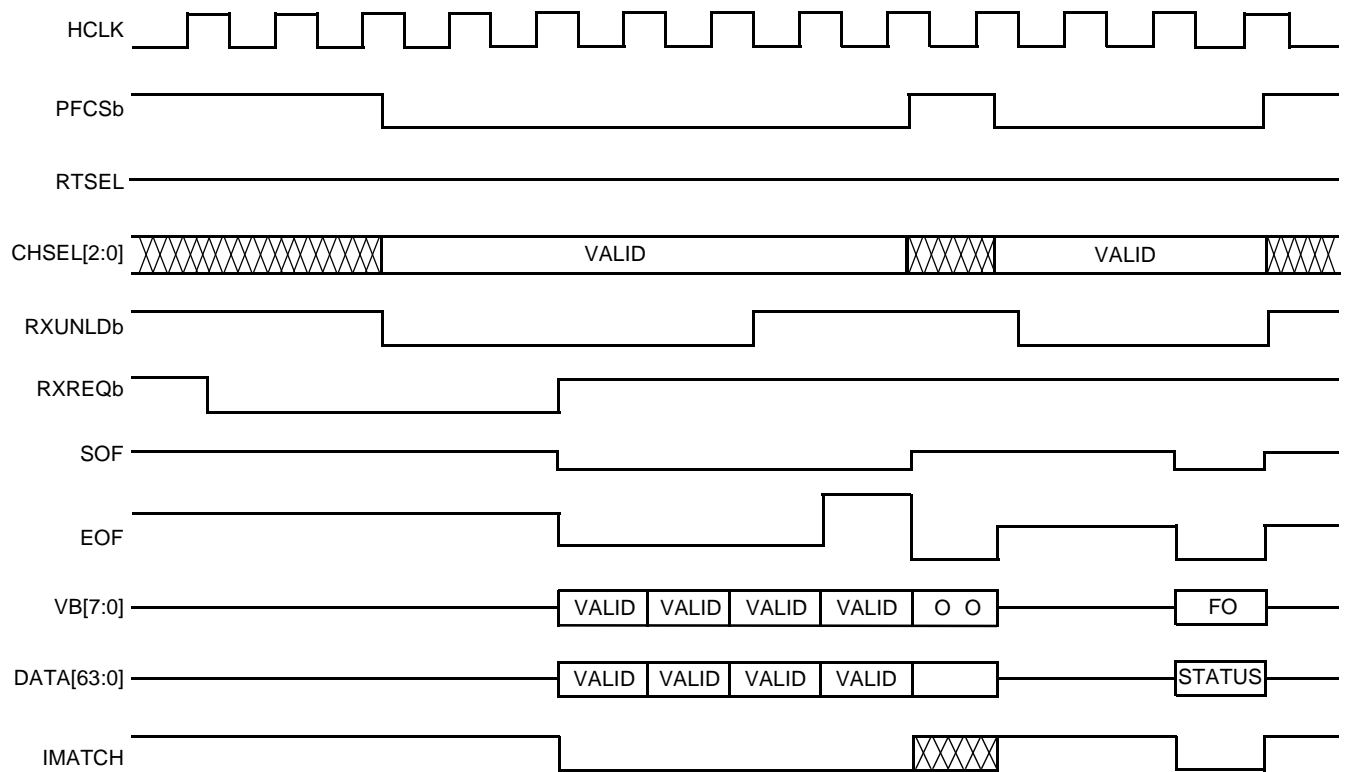 HCLK
PFCSb
RTSEL
CHSEL[2:0] VALID VALID
RXUNLDb
RXREQb
SOF
EOF
VB[7:0] VALID VALID VALID VALID O O FO
DATA[63:0] VALID VALID VALID VALID STATUS
IMATCH